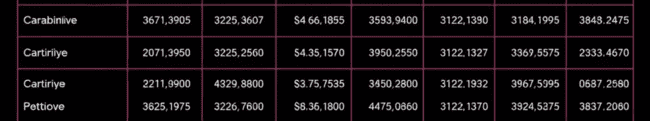 Carabiniive 3671,3905 3225,3607 $4 66,1855 3593,9400 3122,1390 3184,1995 3848.2475
Cartiriiye 2071,3950 3225,2560 $4.35,1570 3950,2550 3122,1327 3369,5575 2333.4670
Cartiriye 2211,9900 4329,8800 $3.75,7535 3450,2800 3122.1932 3967,5995 0687.2580
Pettiove 3625,1975 3226,7600 $8.36,1800 4475,0860 3122,1370 3924,5375 3837,2080